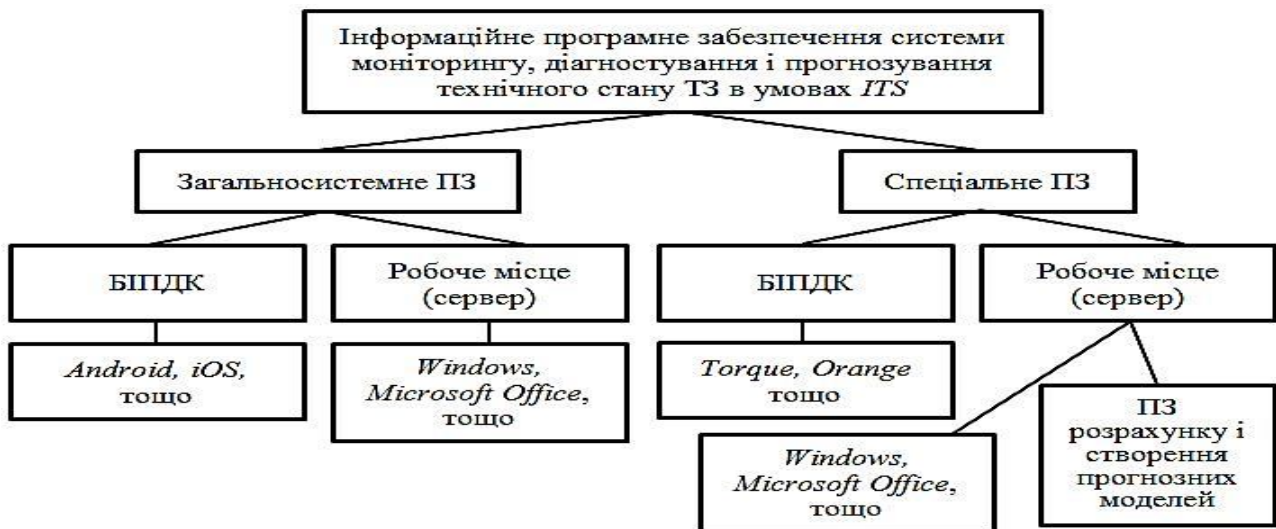 Інформаційне програмне забезпечення системи
моніторингу, діагностування і прогнозування
технічного стану ТЗ в умовах ITS
Загальносистемне ПЗ
Спеціальне ПЗ
БІПДК
Робоче місце
(сервер)
БІПДК
Робоче місце
(сервер)
Android, iOS,
тощо
Windows,
Microsoft Office,
тощо
Torque, Orange
тощо
Windows,
Microsoft Office,
тощо
ПЗ
розрахунку і
створення
прогнозних
моделей